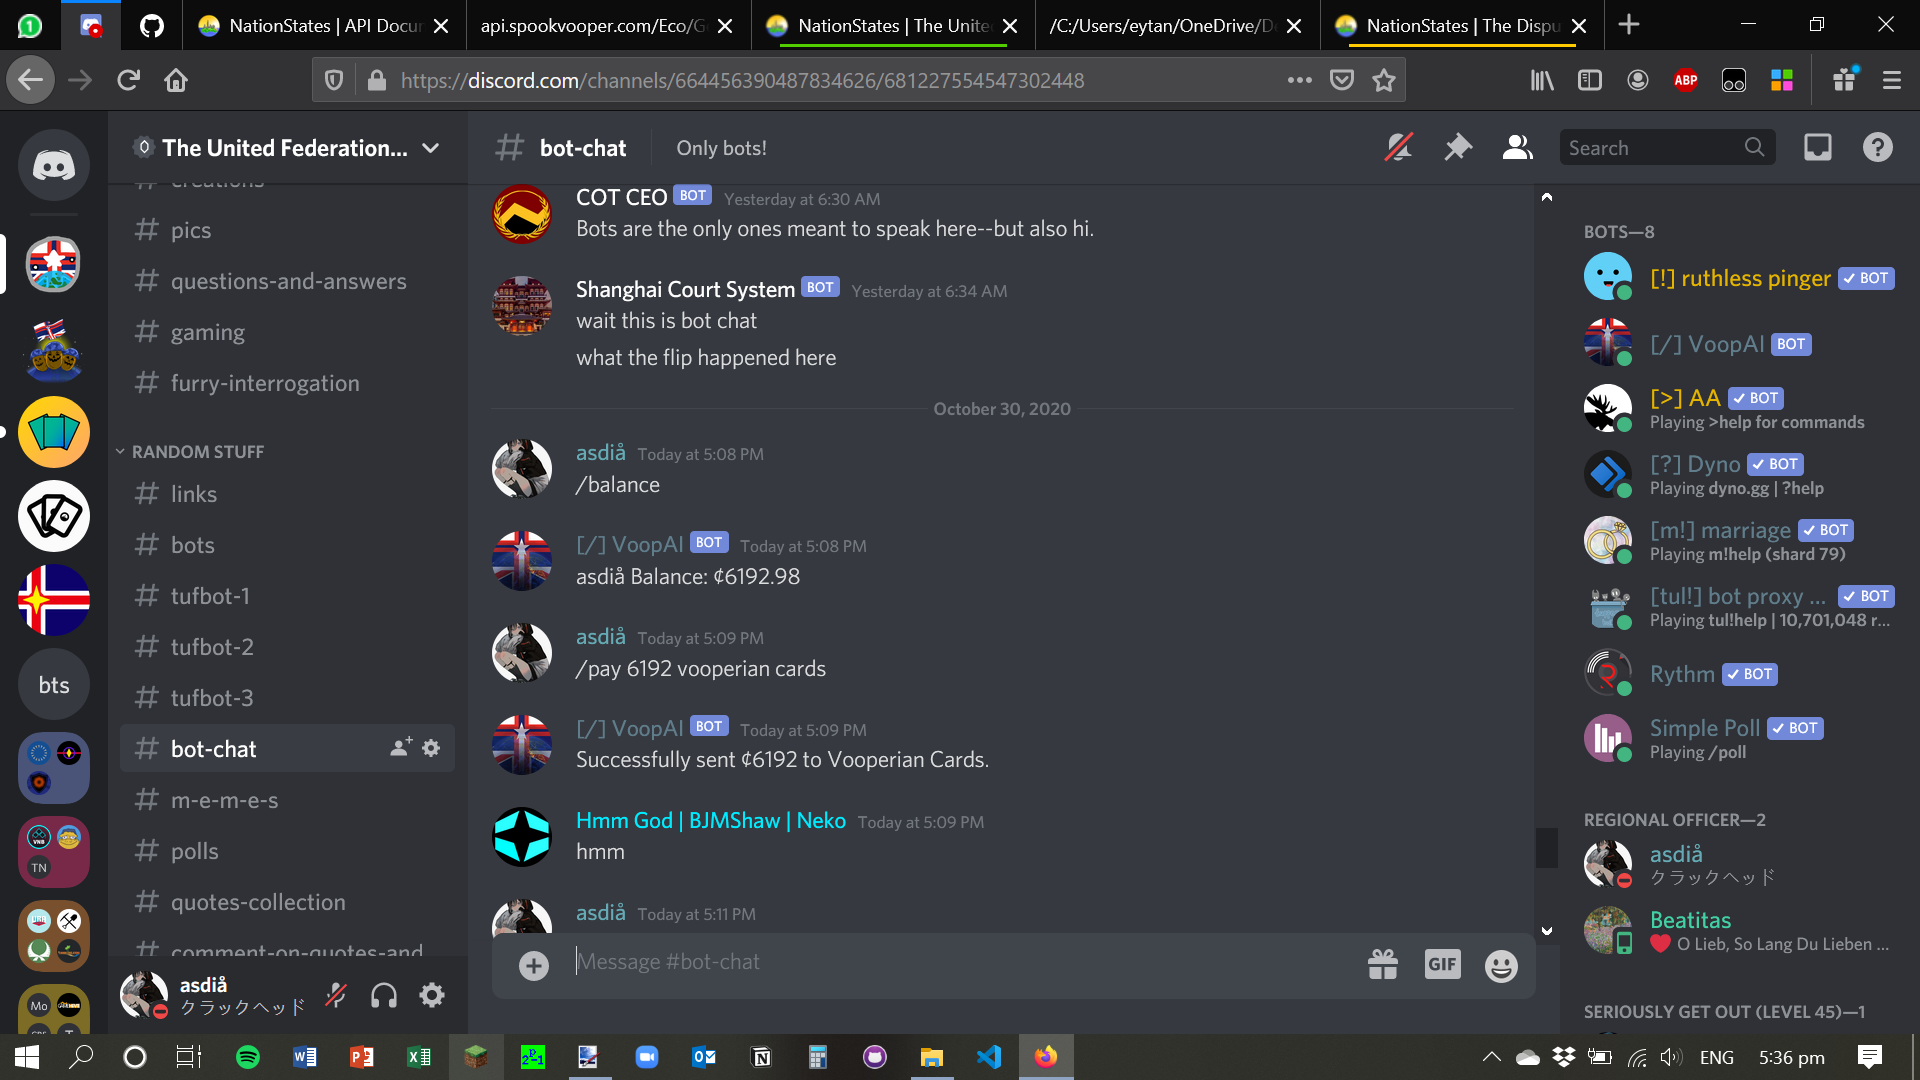 NationStates | API Docu
api.spookvooper.com/Eco/G
NationStates | The Unite
/C:/Users/eytan/OneDrive/D
NationStates | The Dispu
https://discord.com/channels/664456390487834626/681227554547302448
ABP
The United Federation...
bot-chat
Only bots!
Search
creations
pics
questions-and-answers
gaming
furry-interrogation
RANDOM STUFF
links
bots
tufbot-1
tufbot-2
tufbot-3
bot-chat
m-e-m-e-s
polls
quotes-collection
comment-on-quotes-and
bts
VNB
TN
Mo
asdiå
クラックヘッド
COT CEO BOT Yesterday at 6:30 AM
Bots are the only ones meant to speak here--but also hi.
Shanghai Court System BOT Yesterday at 6:34 AM
wait this is bot chat
what the flip happened here
October 30, 2020
asdiå Today at 5:08 PM
/balance
[/] VoopAI BOT Today at 5:08 PM
asdiå Balance: ¢6192.98
asdiå Today at 5:09 PM
/pay 6192 vooperian cards
[/] VoopAI BOT Today at 5:09 PM
Successfully sent ¢6192 to Vooperian Cards.
Hmm God | BJMShaw | Neko Today at 5:09 PM
hmm
asdiå Today at 5:11 PM
Message #bot-chat
GIF
BOTS—8
[!] ruthless pinger BOT
[/] VoopAI BOT
[>] AA BOT
Playing >help for commands
[?] Dyno BOT
Playing dyno.gg | ?help
[m!] marriage BOT
Playing m!help (shard 79)
[tul!] bot proxy ... BOT
Playing tul!help | 10,701,048 r...
Rythm BOT
Simple Poll BOT
Playing /poll
REGIONAL OFFICER—2
asdiå
クラックヘッド
Beatitas
O Lieb, So Lang Du Lieben ...
SERIOUSLY GET OUT (LEVEL 45)—1
ENG
5:36 pm